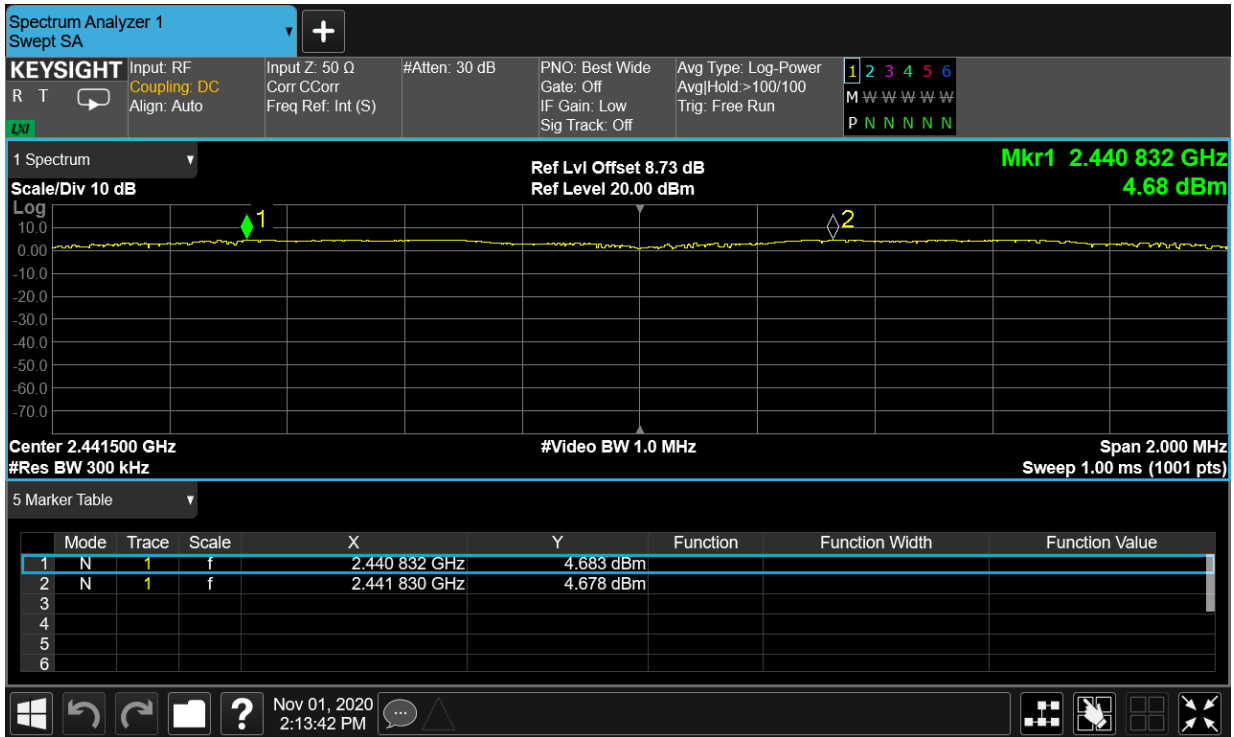 Spectrum Analyzer 1
Swept SA
KEYSIGHT
R T
LXI
Input: RF
Coupling: DC
Align: Auto
Input Z: 50 Ω
Corr CCorr
Freq Ref: Int (S)
#Atten: 30 dB
PNO: Best Wide
Gate: Off
IF Gain: Low
Sig Track: Off
Avg Type: Log-Power
Avg|Hold:>100/100
Trig: Free Run
1 2 3 4 5 6
M W W W W W
P N N N N N
1 Spectrum
Scale/Div 10 dB
Ref Lvl Offset 8.73 dB
Ref Level 20.00 dBm
Mkr1 2.440 832 GHz
4.68 dBm
Log
1
2
10.0
0.00
-10.0
-20.0
-30.0
-40.0
-50.0
-60.0
-70.0
Center 2.441500 GHz
#Video BW 1.0 MHz
Span 2.000 MHz
#Res BW 300 kHz
Sweep 1.00 ms (1001 pts)
5 Marker Table
Mode Trace Scale X Y Function Function Width Function Value
1 N 1 f 2.440 832 GHz 4.683 dBm
2 N 1 f 2.441 830 GHz 4.678 dBm
3
4
5
6
?
Nov 01, 2020
2:13:42 PM